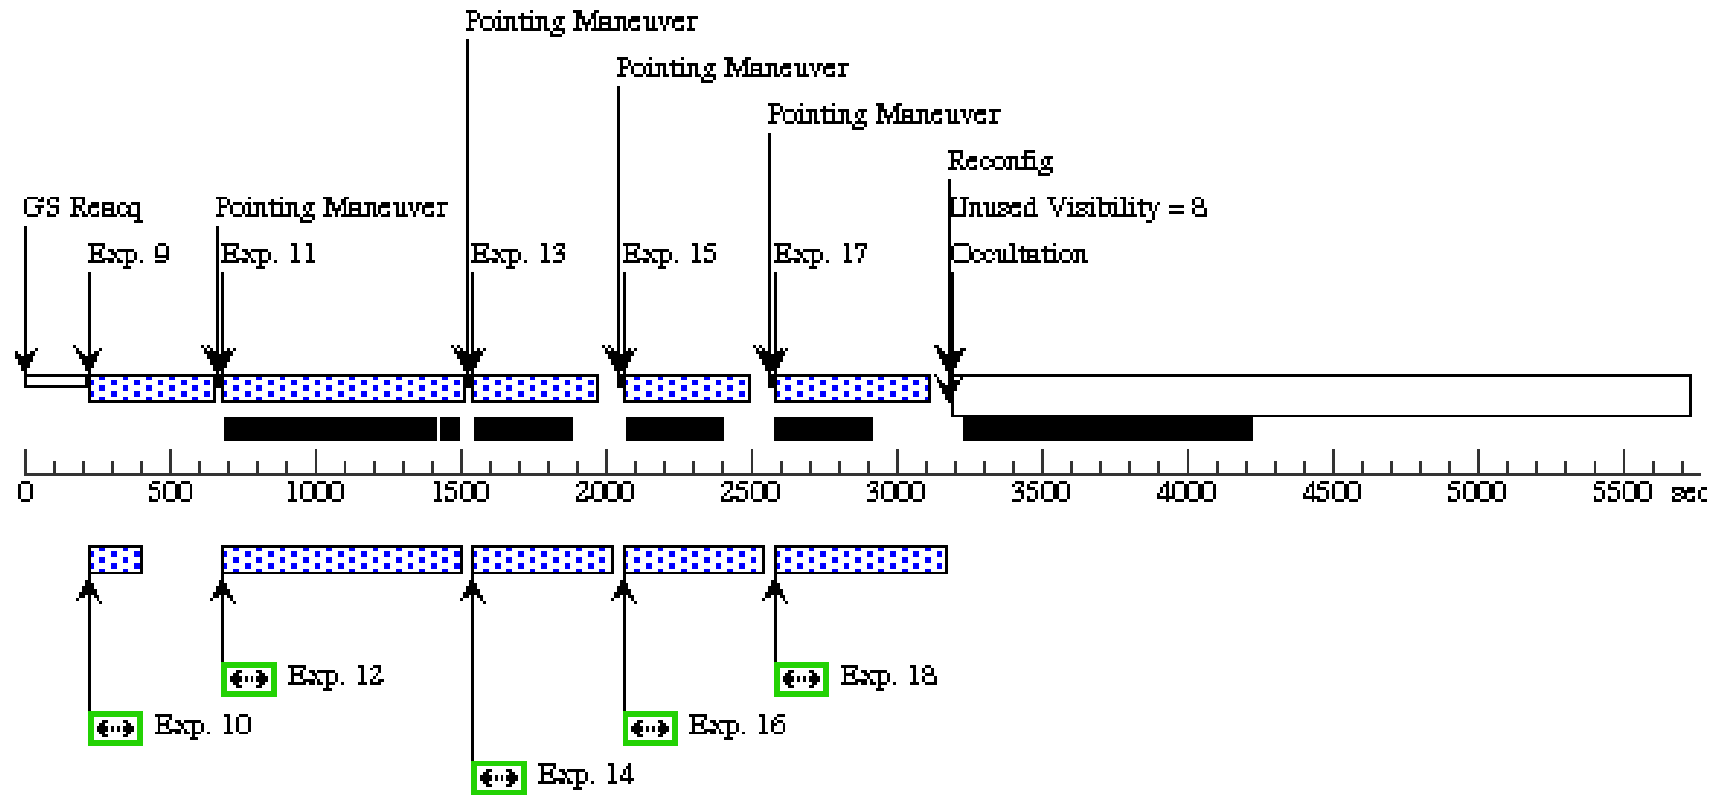 Pointing Maneuver
Pointing Maneuver
Pointing Maneuver
Reconfig
GS Reacq Pointing Maneuver Unused Visibility = 8
Exp. 9 Exp. 11 Exp. 13 Exp. 15 Exp. 17 Occultation
0 500 1000 1500 2000 2500 3000 3500 4000 4500 5000 5500 sec
Exp. 12 Exp. 18
Exp. 10 Exp. 16
Exp. 14